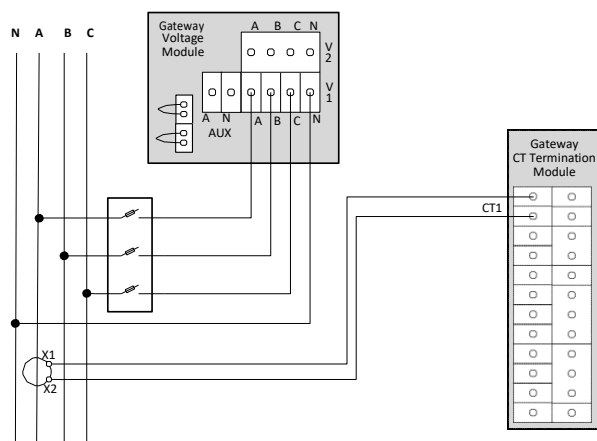 Gateway
Voltage
Module
A B C N
V
2
V
1
A N
AUX
A B C N
N A B C
Gateway
CT Termination
Module
CT1
X1
X2